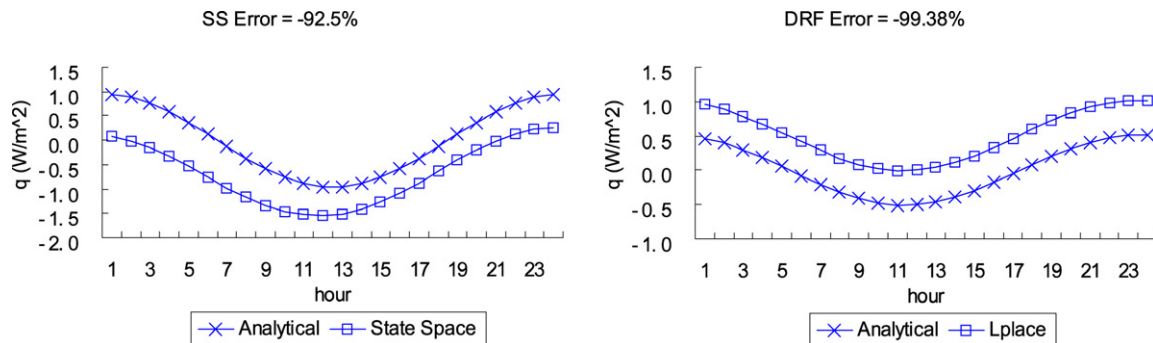 SS Error = -92.5%
q (W/m^2)
1.5
1.0
0.5
0.0
-0.5
-1.0
-1.5
-2.0
1 3 5 7 9 11 13 15 17 19 21 23
hour
Analytical State Space
DRF Error = -99.38%
q (W/m^2)
1.5
1.0
0.5
0.0
-0.5
-1.0
1 3 5 7 9 11 13 15 17 19 21 23
hour
Analytical Lplace